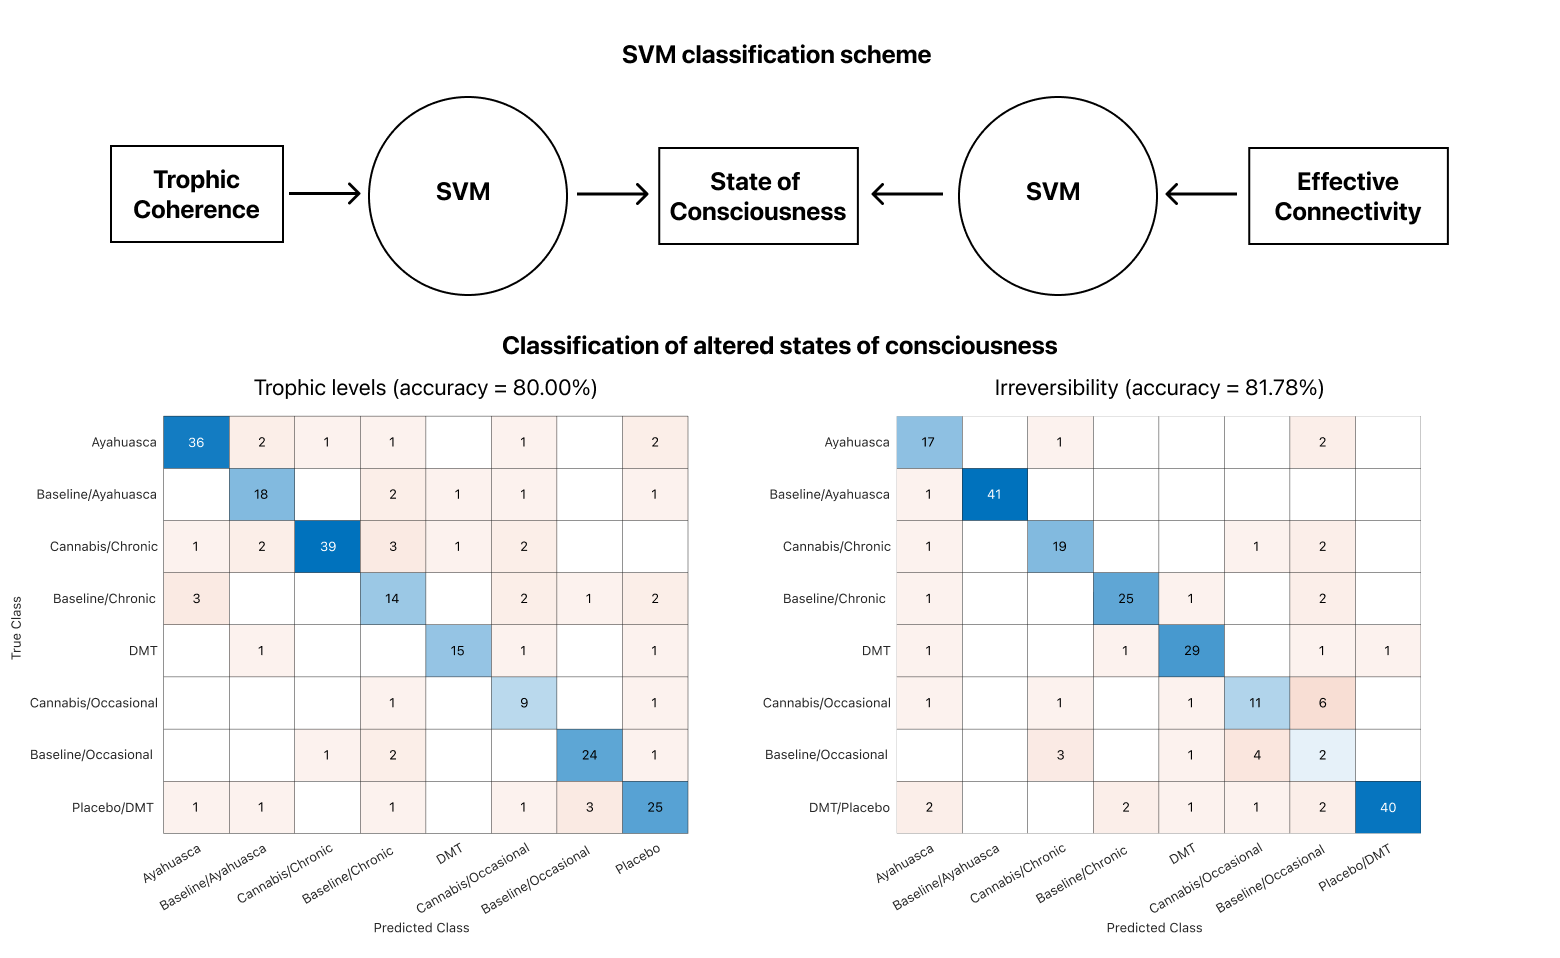 SVM classification scheme
Trophic
Coherence
SVM
State of
Consciousness
SVM
Effective
Connectivity
Classification of altered states of consciousness
Trophic levels (accuracy = 80.00%)
True Class
Ayahuasca 36 2 1 1 1 2
Baseline/Ayahuasca 18 2 1 1 1
Cannabis/Chronic 1 2 39 3 1 2
Baseline/Chronic 3 14 2 1 2
DMT 1 15 1 1
Cannabis/Occasional 1 9 1
Baseline/Occasional 1 2 24 1
Placebo/DMT 1 1 1 1 3 25
Ayahuasca Baseline/Ayahuasca Cannabis/Chronic Baseline/Chronic DMT Cannabis/Occasional Baseline/Occasional Placebo
Predicted Class
Irreversibility (accuracy = 81.78%)
Ayahuasca 17 1 2
Baseline/Ayahuasca 1 41
Cannabis/Chronic 1 19 1 2
Baseline/Chronic 1 25 1 2
DMT 1 1 29 1 1
Cannabis/Occasional 1 1 1 11 6
Baseline/Occasional 3 1 4 2
DMT/Placebo 2 2 1 1 2 40
Ayahuasca Baseline/Ayahuasca Cannabis/Chronic Baseline/Chronic DMT Cannabis/Occasional Baseline/Occasional Placebo/DMT
Predicted Class